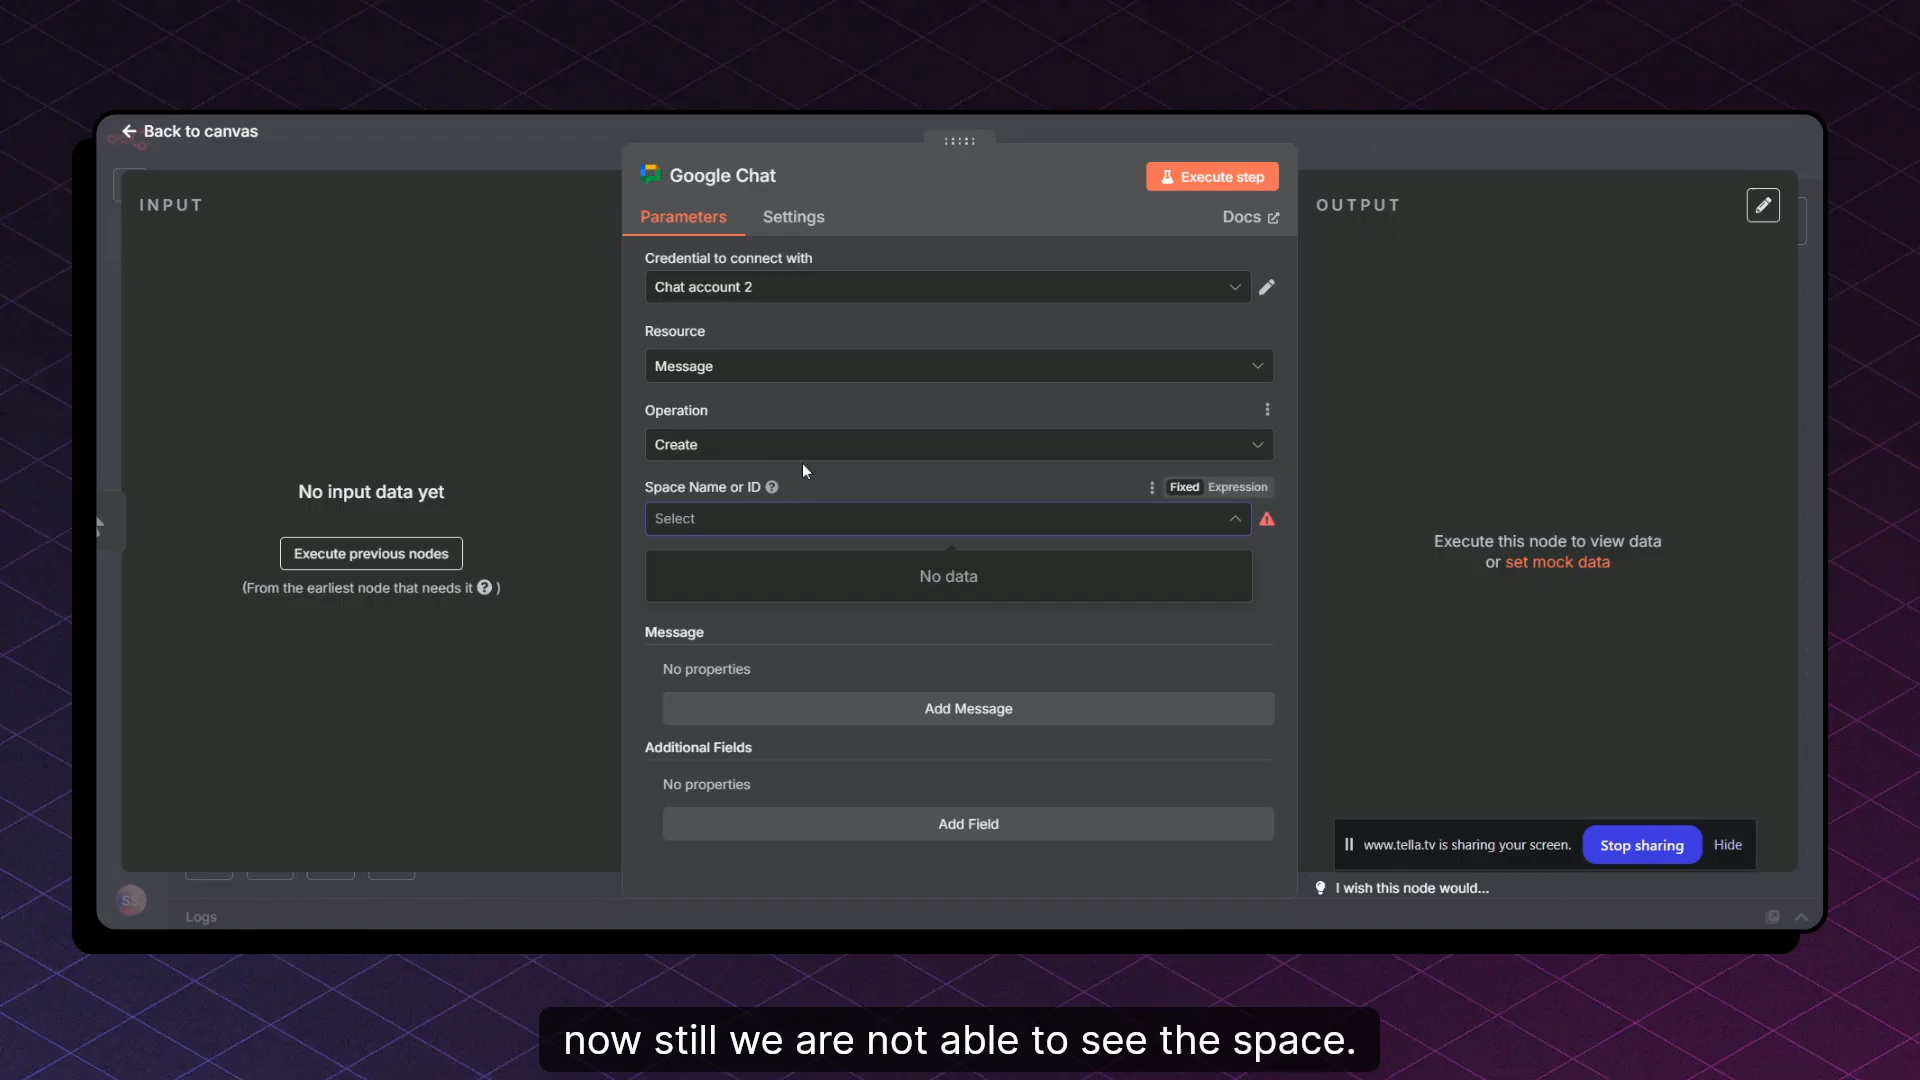 Back to canvas
INPUT
No input data yet
Execute previous nodes
(From the earliest node that needs it ? )
Google Chat
Execute step
Parameters
Settings
Docs
Credential to connect with
Chat account 2
Resource
Message
Operation
Create
Space Name or ID ?
Fixed Expression
Select
No data
Message
No properties
Add Message
Additional Fields
No properties
Add Field
OUTPUT
Execute this node to view data
or set mock data
www.tella.tv is sharing your screen.
Stop sharing
Hide
I wish this node would...
SS
Logs
now still we are not able to see the space.